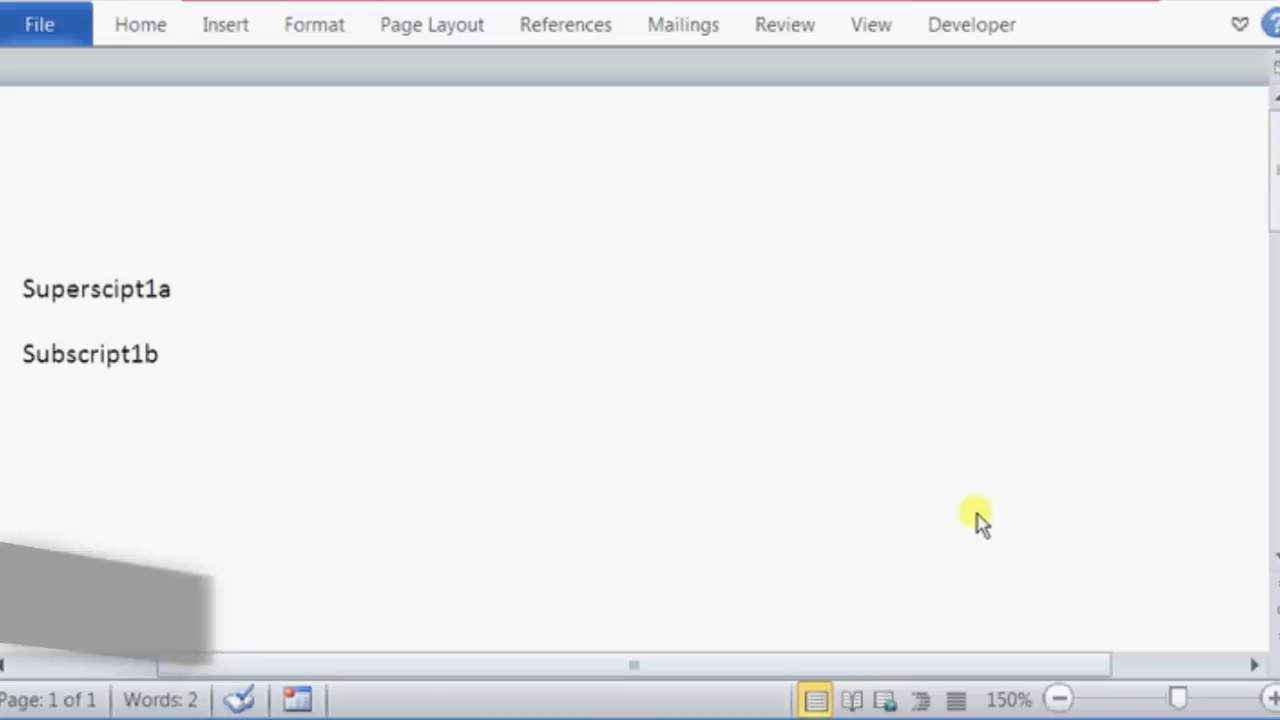 File Home Insert Format Page Layout References Mailings Review View Developer
Superscipt1a
Subscript1b
Page: 1 of 1 Words: 2 150%